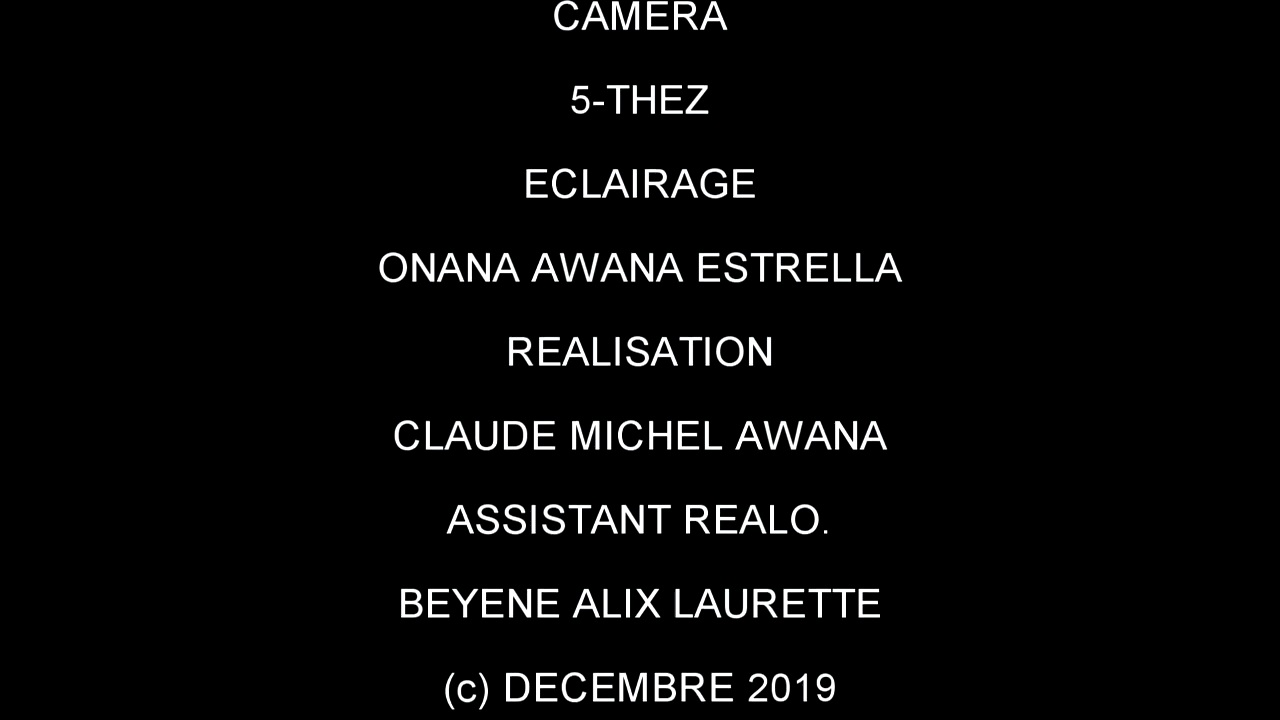 CAMERA
5-THEZ
ECLAIRAGE
ONANA AWANA ESTRELLA
REALISATION
CLAUDE MICHEL AWANA
ASSISTANT REALO.
BEYENE ALIX LAURETTE
(c) DECEMBRE 2019